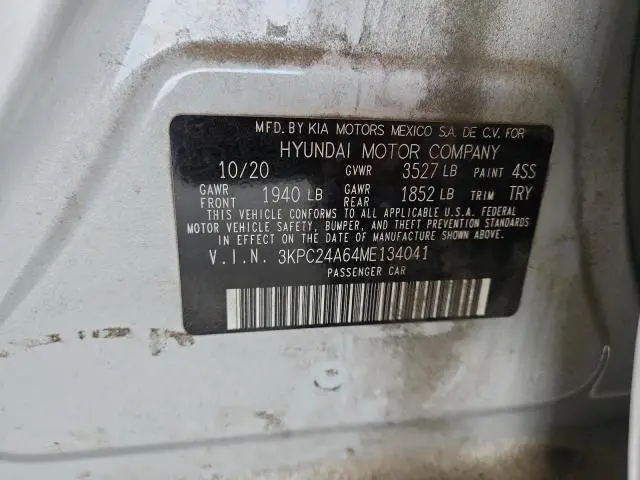 MFD. BY KIA MOTORS MEXICO S.A. DE C.V. FOR
HYUNDAI MOTOR COMPANY
10/20 GVWR 3527 LB PAINT 4SS
GAWR FRONT 1940 LB GAWR REAR 1852 LB TRIM TRY
THIS VEHICLE CONFORMS TO ALL APPLICABLE U.S.A. FEDERAL
MOTOR VEHICLE SAFETY, BUMPER, AND THEFT PREVENTION STANDARDS
IN EFFECT ON THE DATE OF MANUFACTURE SHOWN ABOVE.
V.I.N. 3KPC24A64ME134041
PASSENGER CAR